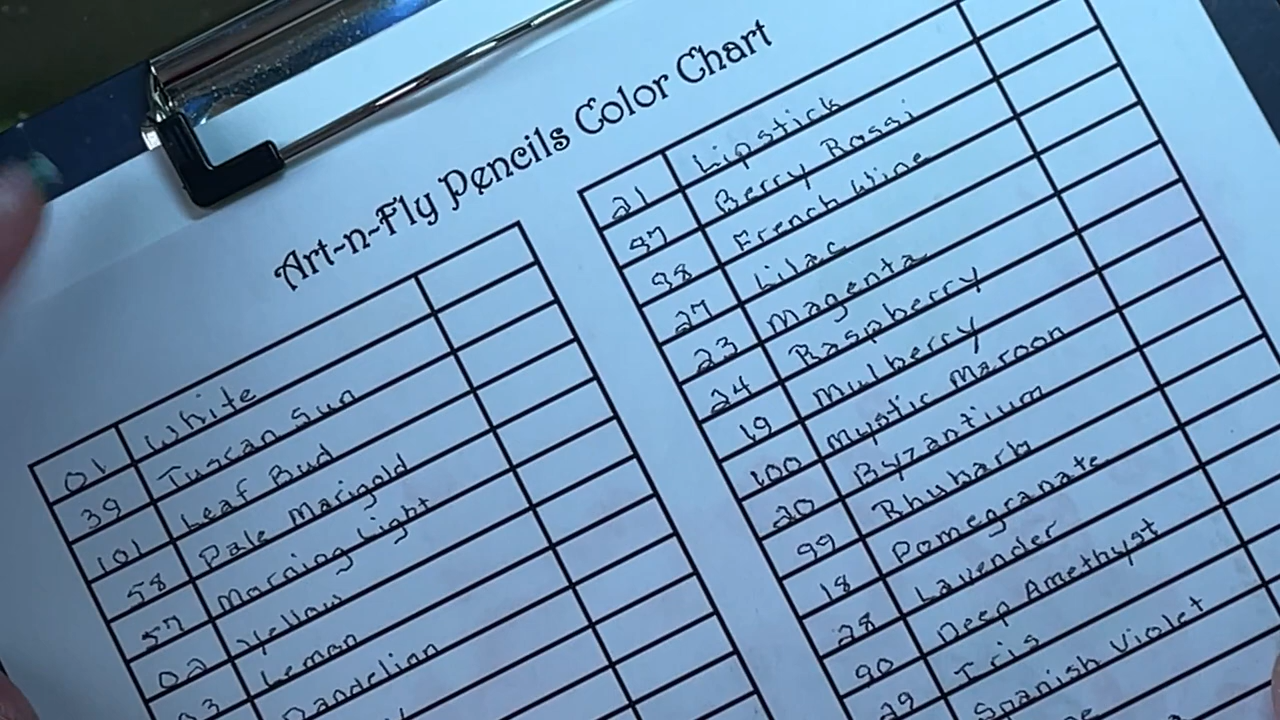 Art-n-Fly Pencils Color Chart
01 White
39 Tuscan Sun
101 Leaf Bud
58 Pale Marigold
57 Morning Light
02 Yellow
Lemon
Dandelion
21 Lipstick
97 Berry Rossi
98 French Wine
27 Lilac
23 Magenta
24 Raspberry
19 Mulberry
100 Mystic Maroon
20 Byzantium
99 Rhubarb
18 Pomegranate
28 Lavender
90 Deep Amethyst
29 Iris
Spanish Violet